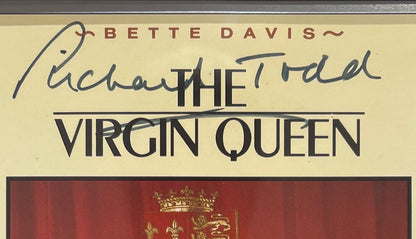 ~BETTE DAVIS~
Richard Todd
THE
VIRGIN QUEEN